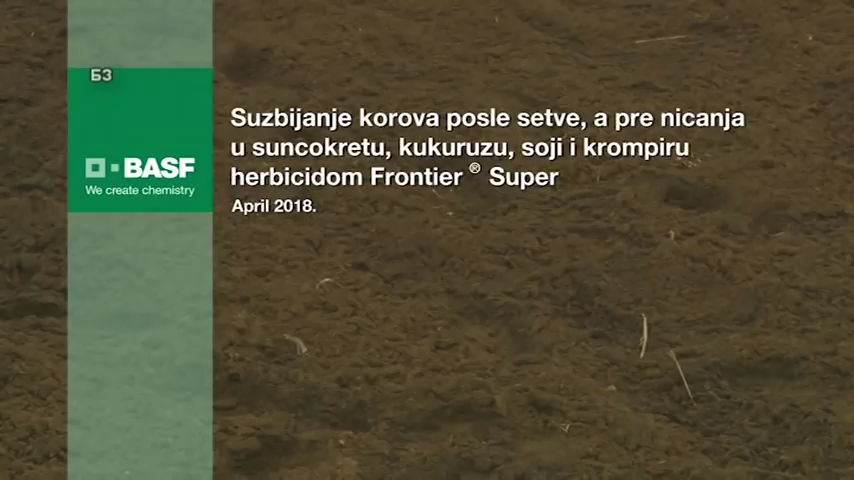 БЗ
BASF
We create chemistry
Suzbijanje korova posle setve, a pre nicanja
u suncokretu, kukuruzu, soji i krompiru
herbicidom Frontier ® Super
April 2018.